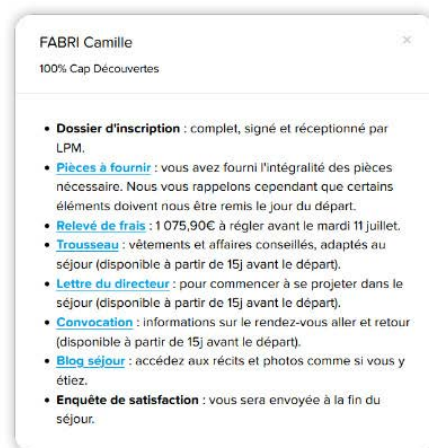 FABRI Camille
×
100% Cap Découvertes
• Dossier d'inscription : complet, signé et réceptionné par
LPM.
• Pièces à fournir : vous avez fourni l'intégralité des pièces
nécessaire. Nous vous rappelons cependant que certains
éléments doivent nous être remis le jour du départ.
• Relevé de frais : 1 075,90€ à régler avant le mardi 11 juillet.
• Trousseau : vêtements et affaires conseillés, adaptés au
séjour (disponible à partir de 15j avant le départ).
• Lettre du directeur : pour commencer à se projeter dans le
séjour (disponible à partir de 15j avant le départ).
• Convocation : informations sur le rendez-vous aller et retour
(disponible à partir de 15j avant le départ).
• Blog séjour : accédez aux récits et photos comme si vous y
étiez.
• Enquête de satisfaction : vous sera envoyée à la fin du
séjour.